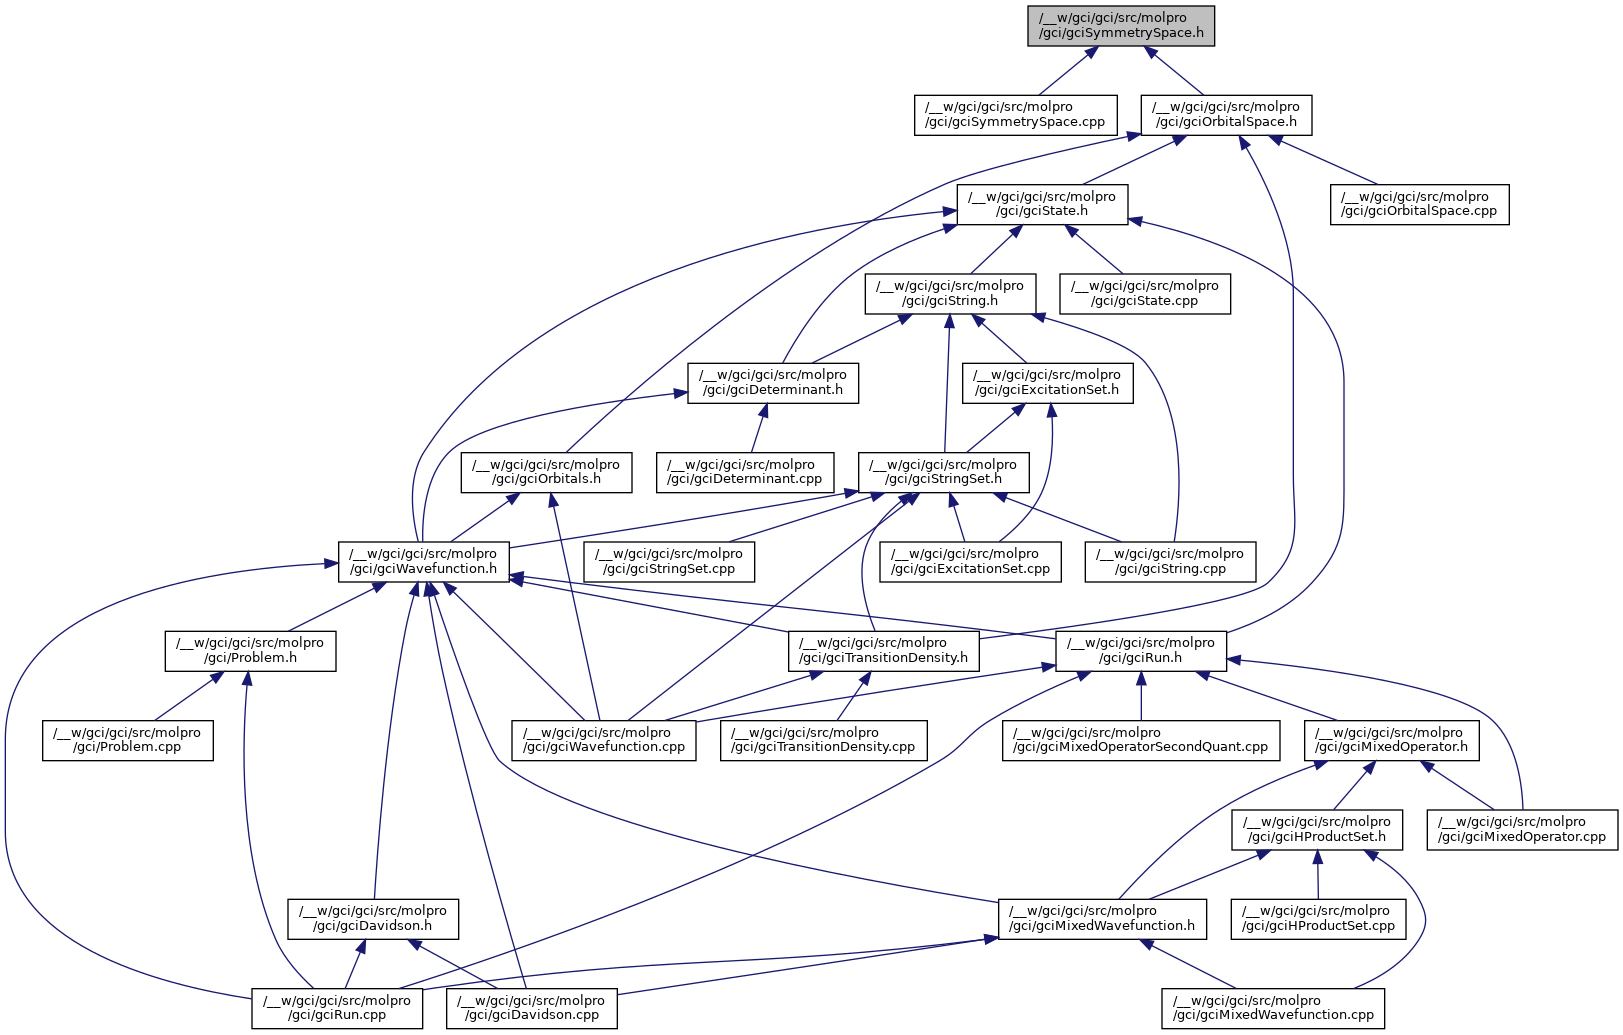 /__w/gci/gci/src/molpro
/gci/gciSymmetrySpace.h
/__w/gci/gci/src/molpro
/gci/gciSymmetrySpace.cpp
/__w/gci/gci/src/molpro
/gci/gciOrbitalSpace.h
/__w/gci/gci/src/molpro
/gci/gciState.h
/__w/gci/gci/src/molpro
/gci/gciOrbitalSpace.cpp
/__w/gci/gci/src/molpro
/gci/gciString.h
/__w/gci/gci/src/molpro
/gci/gciState.cpp
/__w/gci/gci/src/molpro
/gci/gciDeterminant.h
/__w/gci/gci/src/molpro
/gci/gciExcitationSet.h
/__w/gci/gci/src/molpro
/gci/gciOrbitals.h
/__w/gci/gci/src/molpro
/gci/gciDeterminant.cpp
/__w/gci/gci/src/molpro
/gci/gciStringSet.h
/__w/gci/gci/src/molpro
/gci/gciWavefunction.h
/__w/gci/gci/src/molpro
/gci/gciStringSet.cpp
/__w/gci/gci/src/molpro
/gci/gciExcitationSet.cpp
/__w/gci/gci/src/molpro
/gci/gciString.cpp
/__w/gci/gci/src/molpro
/gci/Problem.h
/__w/gci/gci/src/molpro
/gci/gciTransitionDensity.h
/__w/gci/gci/src/molpro
/gci/gciRun.h
/__w/gci/gci/src/molpro
/gci/Problem.cpp
/__w/gci/gci/src/molpro
/gci/gciWavefunction.cpp
/__w/gci/gci/src/molpro
/gci/gciTransitionDensity.cpp
/__w/gci/gci/src/molpro
/gci/gciMixedOperatorSecondQuant.cpp
/__w/gci/gci/src/molpro
/gci/gciMixedOperator.h
/__w/gci/gci/src/molpro
/gci/gciHProductSet.h
/__w/gci/gci/src/molpro
/gci/gciMixedOperator.cpp
/__w/gci/gci/src/molpro
/gci/gciDavidson.h
/__w/gci/gci/src/molpro
/gci/gciMixedWavefunction.h
/__w/gci/gci/src/molpro
/gci/gciHProductSet.cpp
/__w/gci/gci/src/molpro
/gci/gciRun.cpp
/__w/gci/gci/src/molpro
/gci/gciDavidson.cpp
/__w/gci/gci/src/molpro
/gci/gciMixedWavefunction.cpp